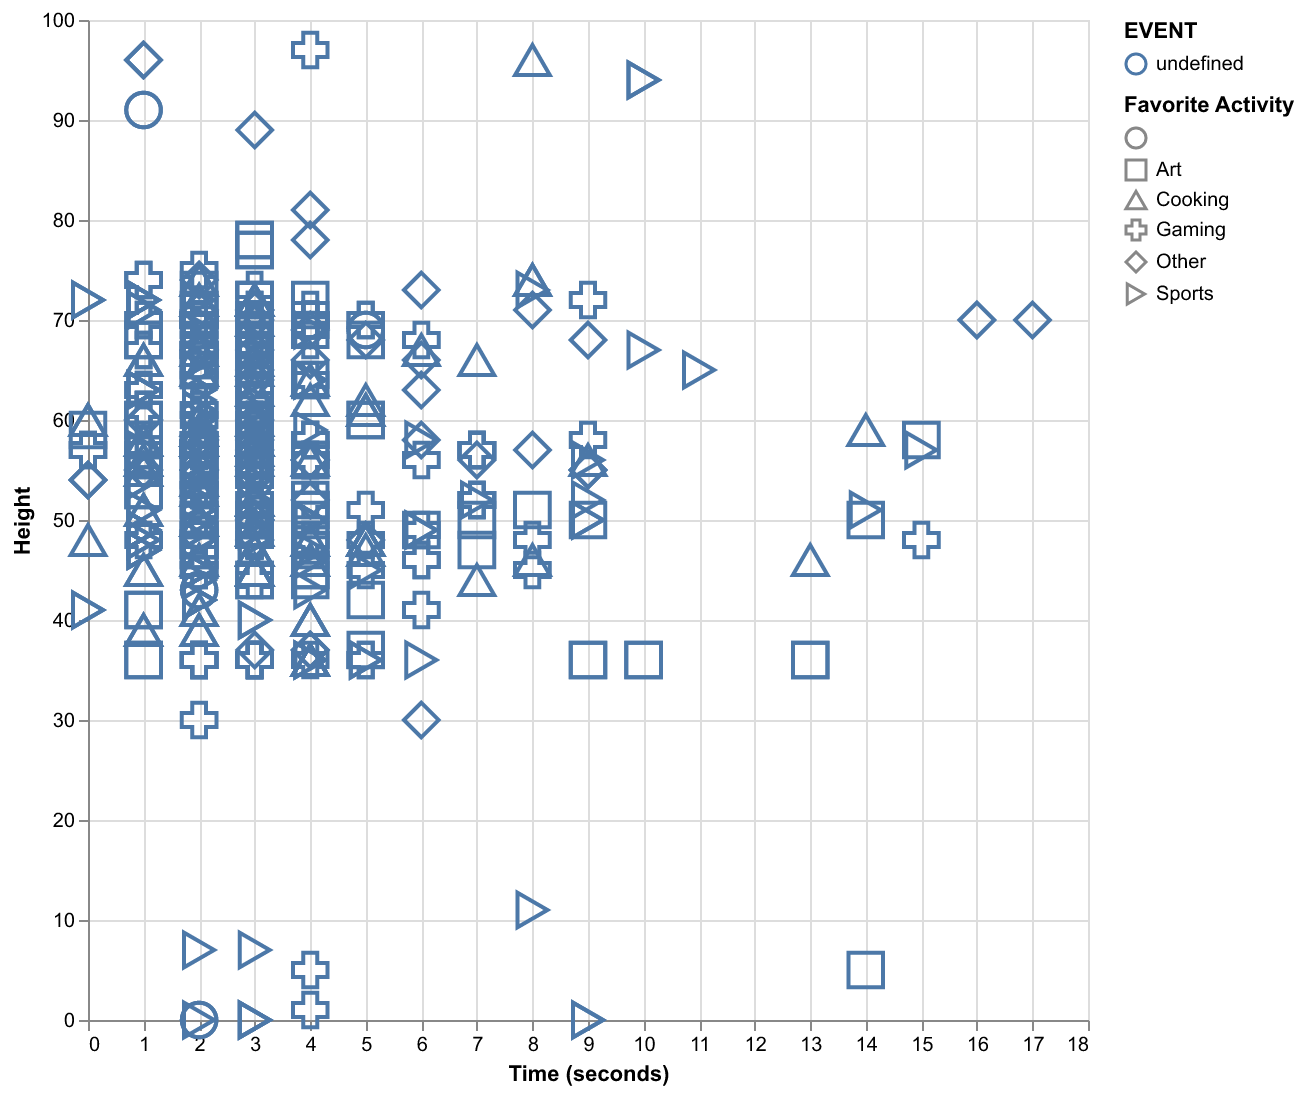 100
90
80
70
60
50
40
30
20
10
0
Height
0 1 2 3 4 5 6 7 8 9 10 11 12 13 14 15 16 17 18
Time (seconds)
EVENT
undefined
Favorite Activity
Art
Cooking
Gaming
Other
Sports